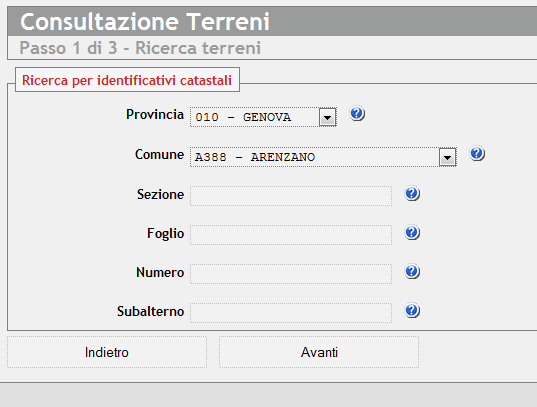 Consultazione Terreni
Passo 1 di 3 - Ricerca terreni
Ricerca per identificativi catastali
Provincia 010 - GENOVA ?
Comune A388 - ARENZANO ?
Sezione ?
Foglio ?
Numero ?
Subalterno ?
Indietro Avanti